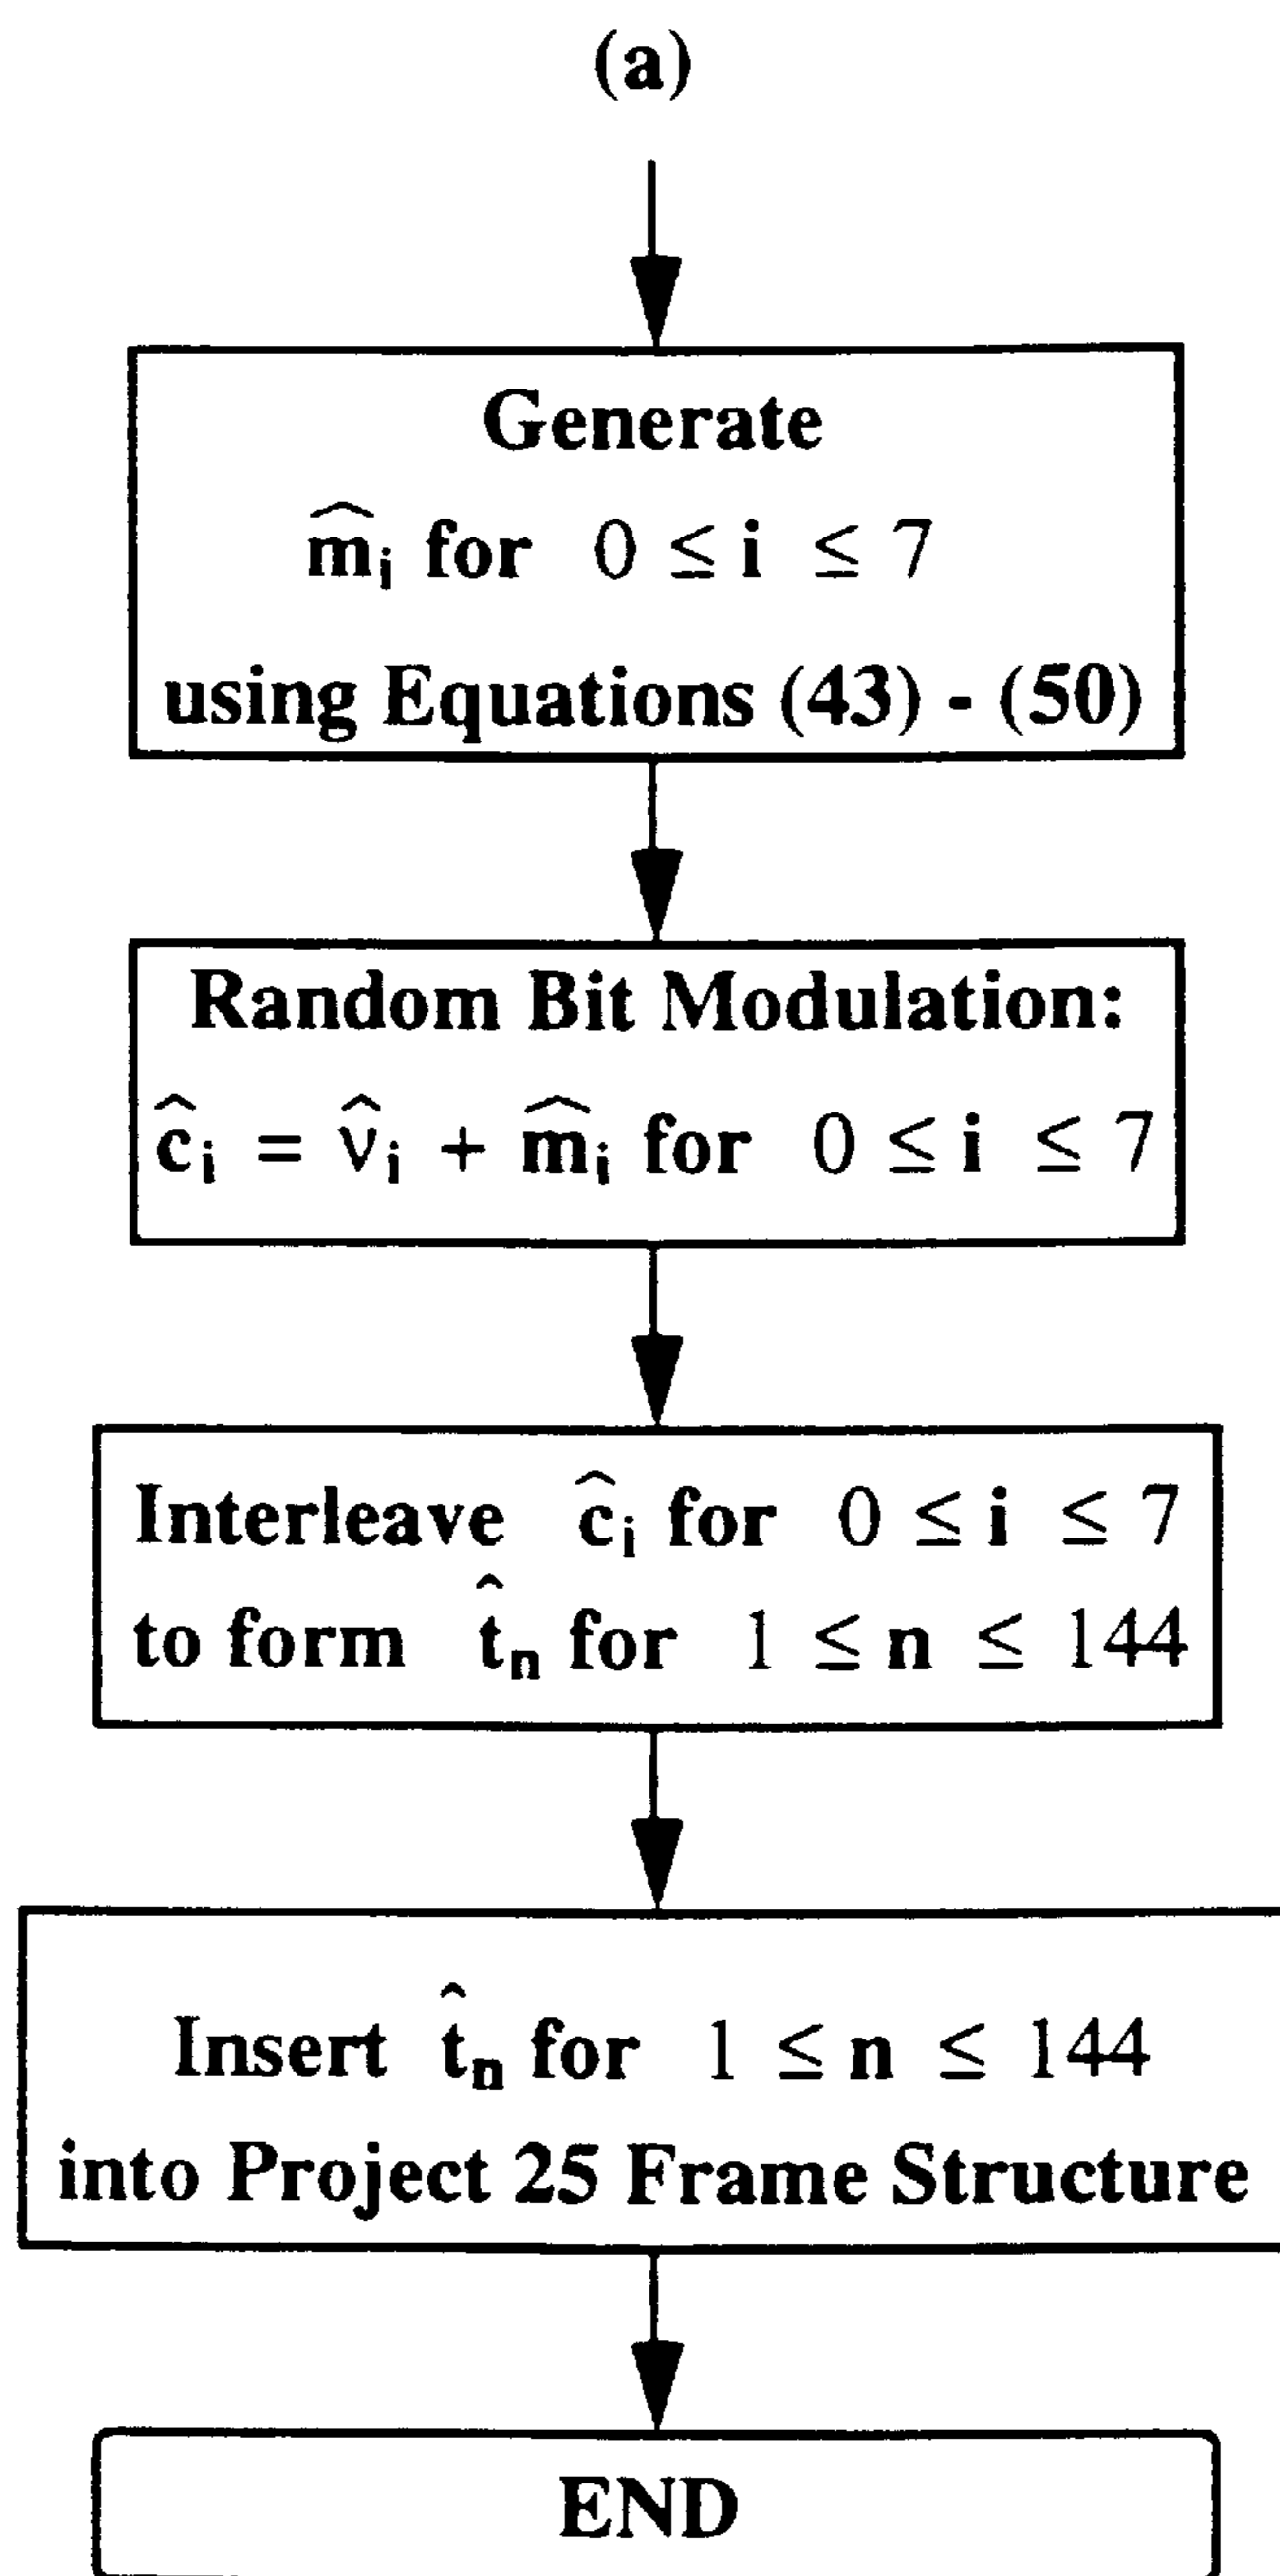 (a)
Generate
m̂ᵢ for 0 ≤ i ≤ 7
using Equations (43) - (50)
Random Bit Modulation:
ĉᵢ = v̂ᵢ + m̂ᵢ for 0 ≤ i ≤ 7
Interleave ĉᵢ for 0 ≤ i ≤ 7
to form t̂ₙ for 1 ≤ n ≤ 144
Insert t̂ₙ for 1 ≤ n ≤ 144
into Project 25 Frame Structure
END